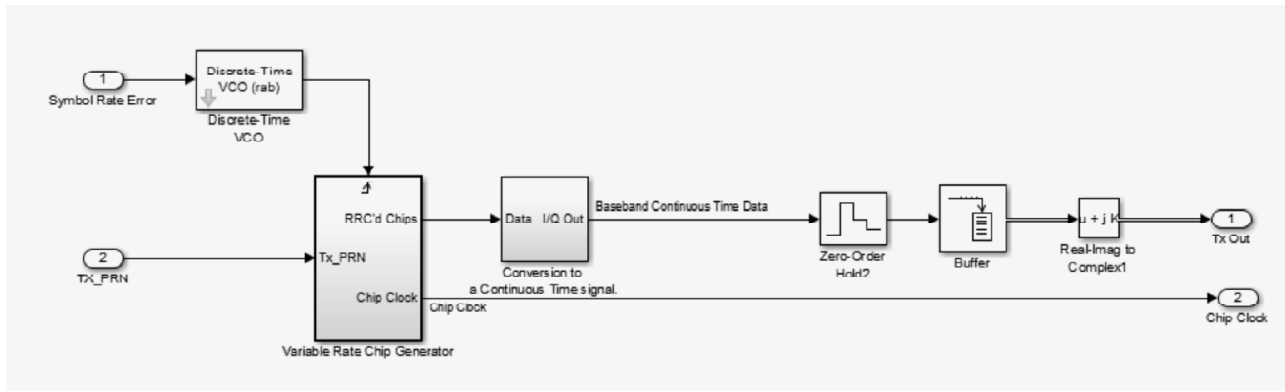 Discrete-Time
VCO (rab)
1
Symbol Rate Error
Discrete-Time
VCO
RRC'd Chips
Data I/Q Out
Baseband Continuous Time Data
u + j K
1
Tx Out
Zero-Order
Hold2
Buffer
Real-Imag to
Complex1
2
TX_PRN
Tx_PRN
Conversion to
a Continuous Time signal.
Chip Clock
Chip Clock
2
Chip Clock
Variable Rate Chip Generator